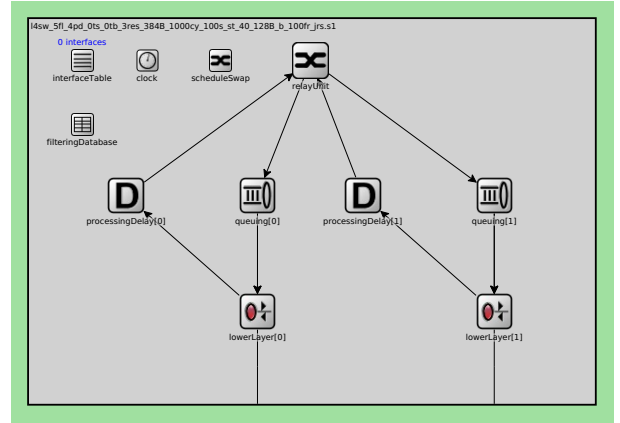 l4sw_5fl_4pd_0ts_0tb_3res_384B_1000cy_100s_st_40_128B_b_100fr_jrs.s1
0 interfaces
interfaceTable
clock
scheduleSwap
relayUnit
filteringDatabase
D
D
processingDelay[0]
queuing[0]
processingDelay[1]
queuing[1]
lowerLayer[0]
lowerLayer[1]